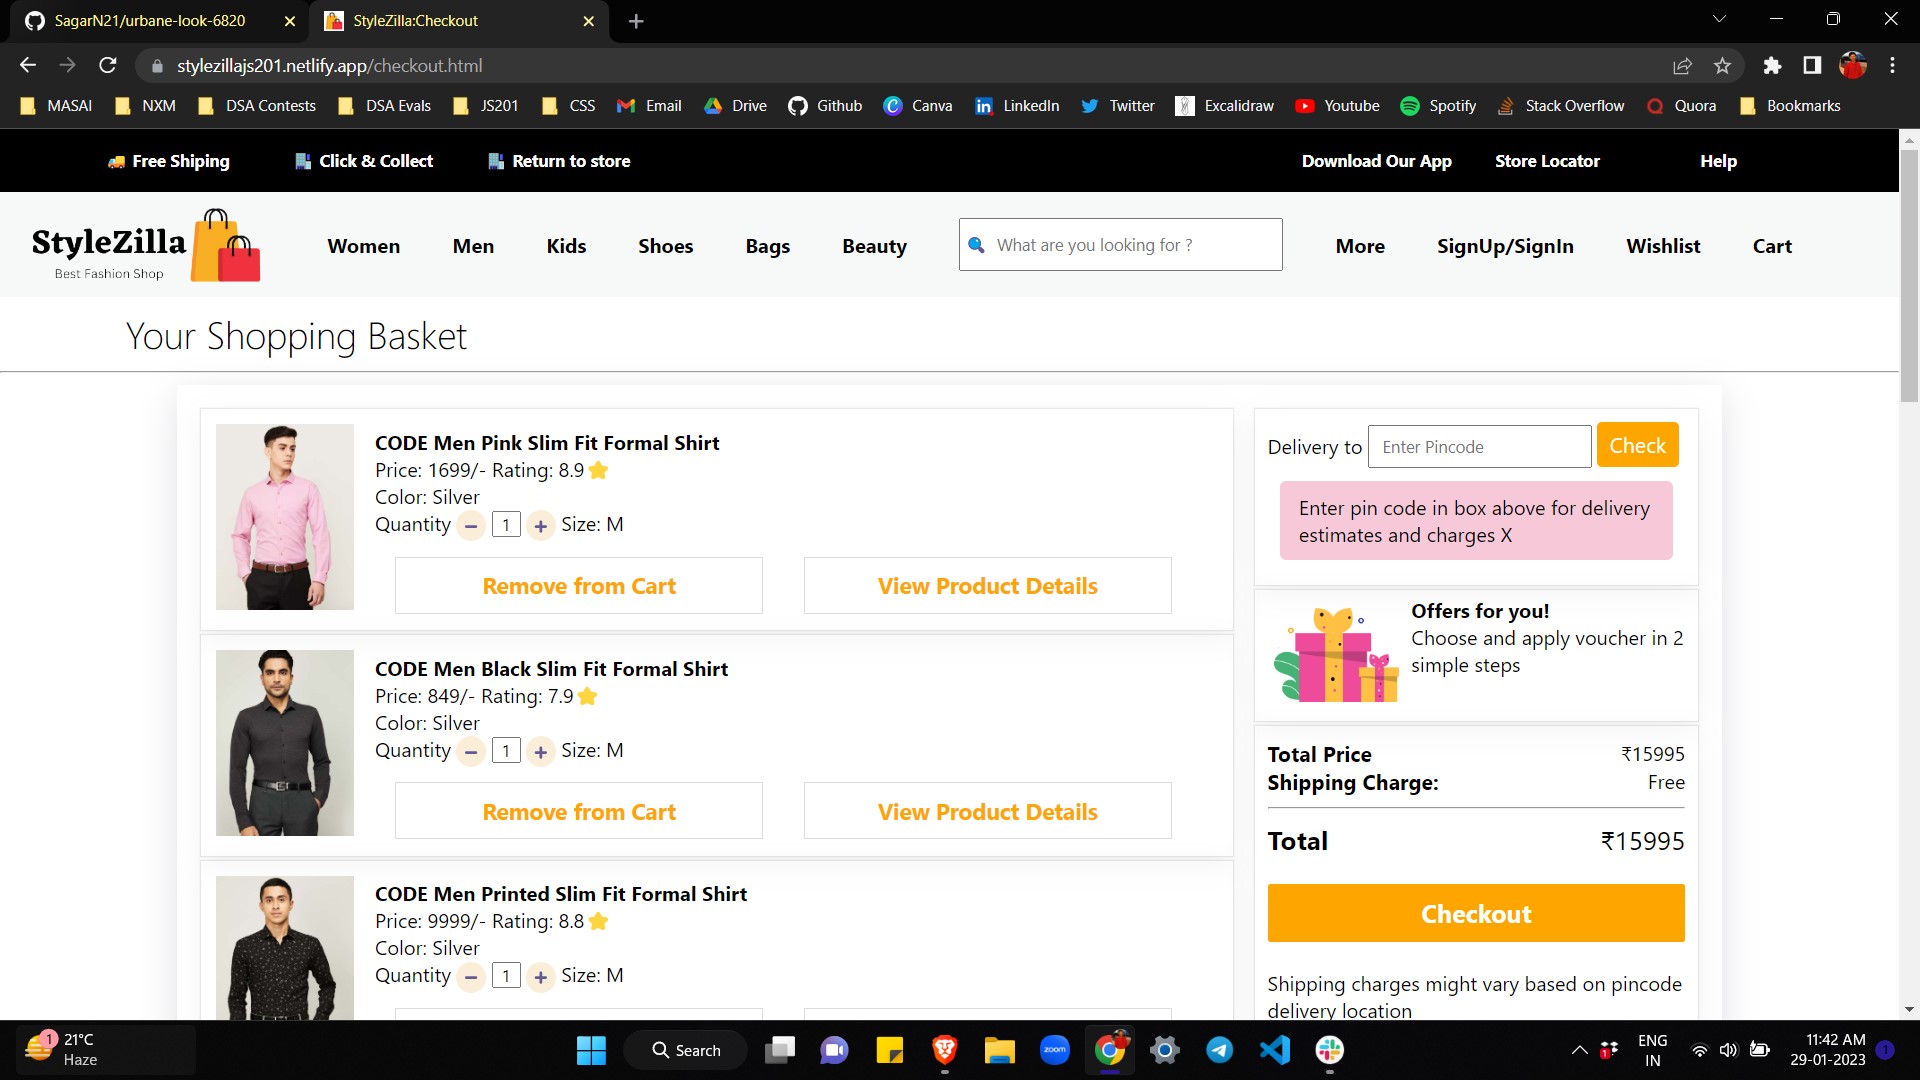 SagarN21/urbane-look-6820
StyleZilla:Checkout
stylezillajs201.netlify.app/checkout.html
MASAI
NXM
DSA Contests
DSA Evals
JS201
CSS
Email
Drive
Github
Canva
LinkedIn
Twitter
Excalidraw
Youtube
Spotify
Stack Overflow
Quora
Bookmarks
Free Shiping
Click & Collect
Return to store
Download Our App
Store Locator
Help
StyleZilla
Best Fashion Shop
Women
Men
Kids
Shoes
Bags
Beauty
What are you looking for ?
More
SignUp/SignIn
Wishlist
Cart
Your Shopping Basket
CODE Men Pink Slim Fit Formal Shirt
Price: 1699/- Rating: 8.9
Color: Silver
Quantity − 1 + Size: M
Remove from Cart
View Product Details
CODE Men Black Slim Fit Formal Shirt
Price: 849/- Rating: 7.9
Color: Silver
Quantity − 1 + Size: M
Remove from Cart
View Product Details
CODE Men Printed Slim Fit Formal Shirt
Price: 9999/- Rating: 8.8
Color: Silver
Quantity − 1 + Size: M
Delivery to Enter Pincode Check
Enter pin code in box above for delivery
estimates and charges X
Offers for you!
Choose and apply voucher in 2
simple steps
Total Price ₹15995
Shipping Charge: Free
Total ₹15995
Checkout
Shipping charges might vary based on pincode
delivery location
1
21°C
Haze
Search
zoom
1
ENG
IN
11:42 AM
29-01-2023
1